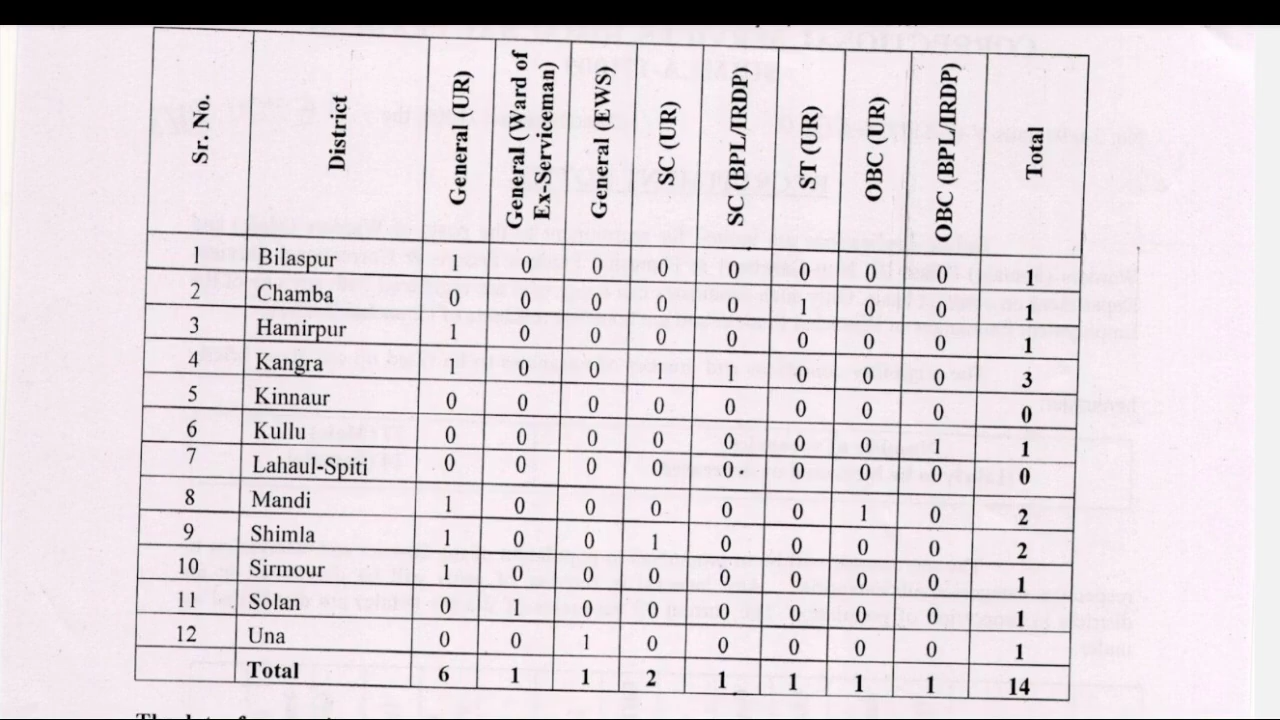 Sr. No. District General (UR) General (Ward of Ex-Serviceman) General (EWS) SC (UR) SC (BPL/IRDP) ST (UR) OBC (UR) OBC (BPL/IRDP) Total
1 Bilaspur 1 0 0 0 0 0 0 0 1
2 Chamba 0 0 0 0 0 1 0 0 1
3 Hamirpur 1 0 0 0 0 0 0 0 1
4 Kangra 1 0 0 1 1 0 0 0 3
5 Kinnaur 0 0 0 0 0 0 0 0 0
6 Kullu 0 0 0 0 0 0 0 1 1
7 Lahaul-Spiti 0 0 0 0 0 0 0 0 0
8 Mandi 1 0 0 0 0 0 1 0 2
9 Shimla 1 0 0 1 0 0 0 0 2
10 Sirmour 1 0 0 0 0 0 0 0 1
11 Solan 0 1 0 0 0 0 0 0 1
12 Una 0 0 1 0 0 0 0 0 1
Total 6 1 1 2 1 1 1 1 14